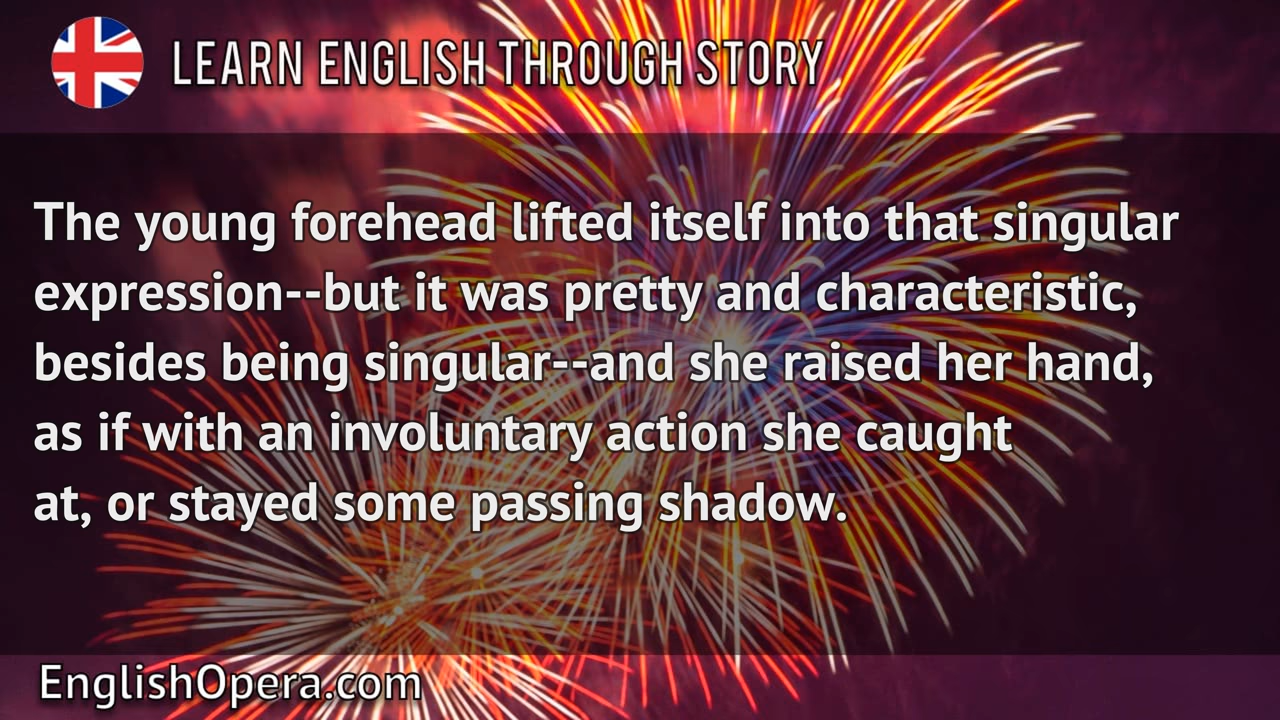 LEARN ENGLISH THROUGH STORY
The young forehead lifted itself into that singular
expression--but it was pretty and characteristic,
besides being singular--and she raised her hand,
as if with an involuntary action she caught
at, or stayed some passing shadow.
EnglishOpera.com